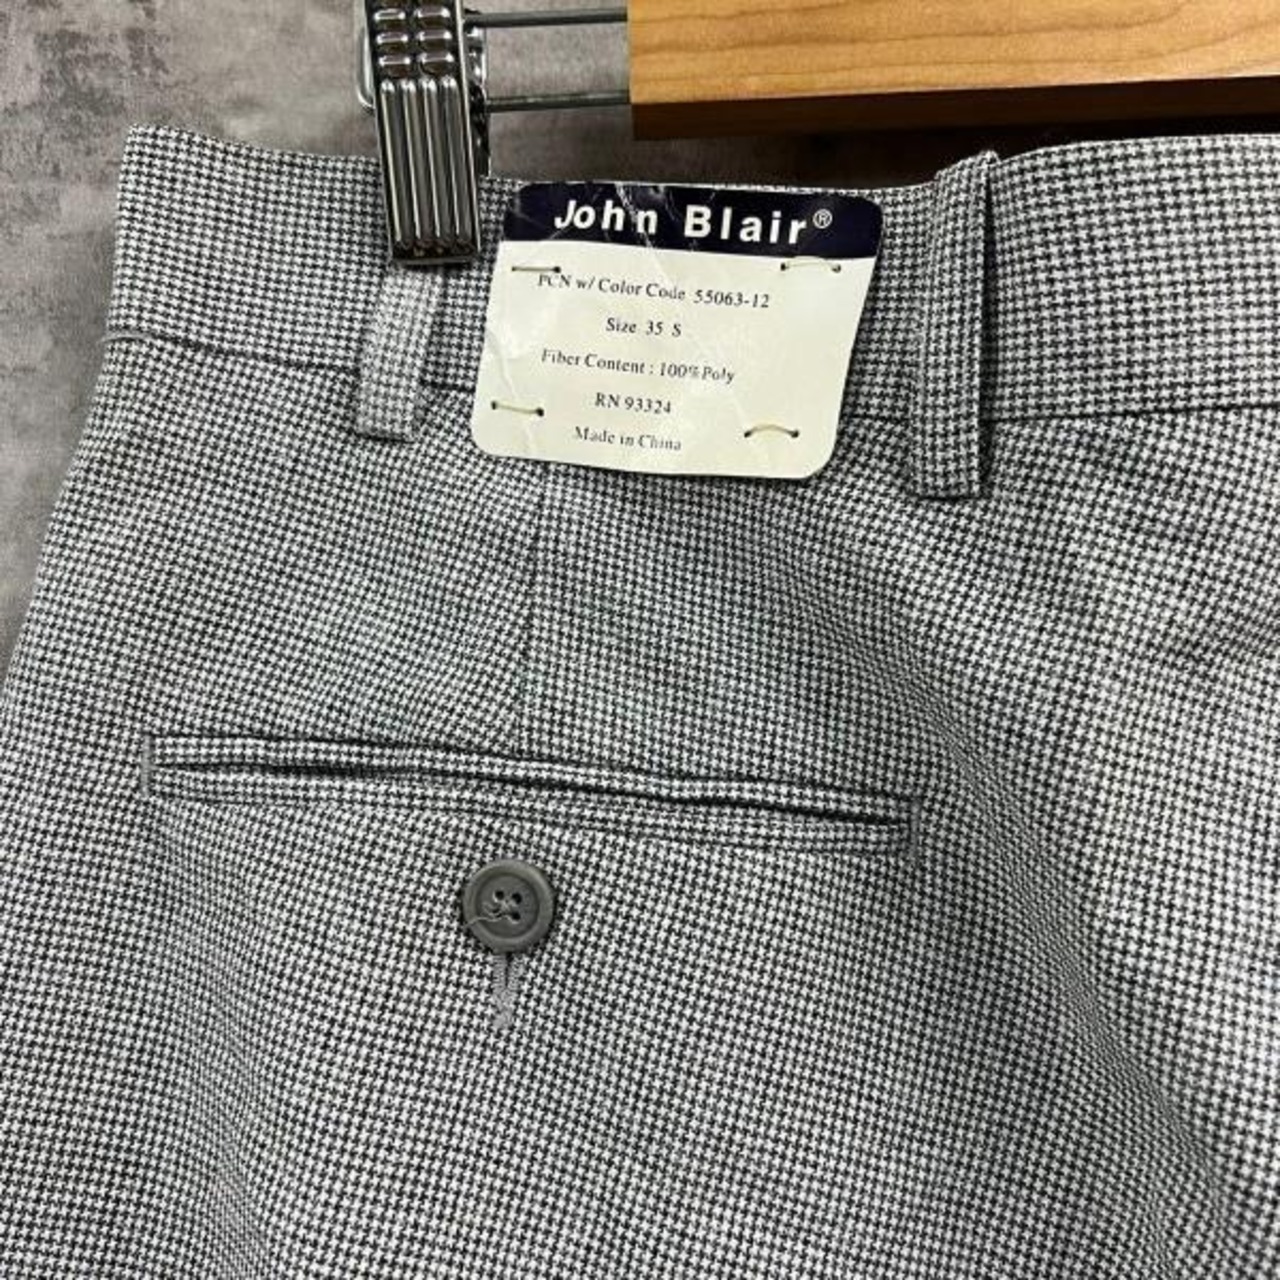 John Blair®
PCN w/ Color Code 55063-12
Size 35 S
Fiber Content : 100% Poly
RN 93324
Made in China